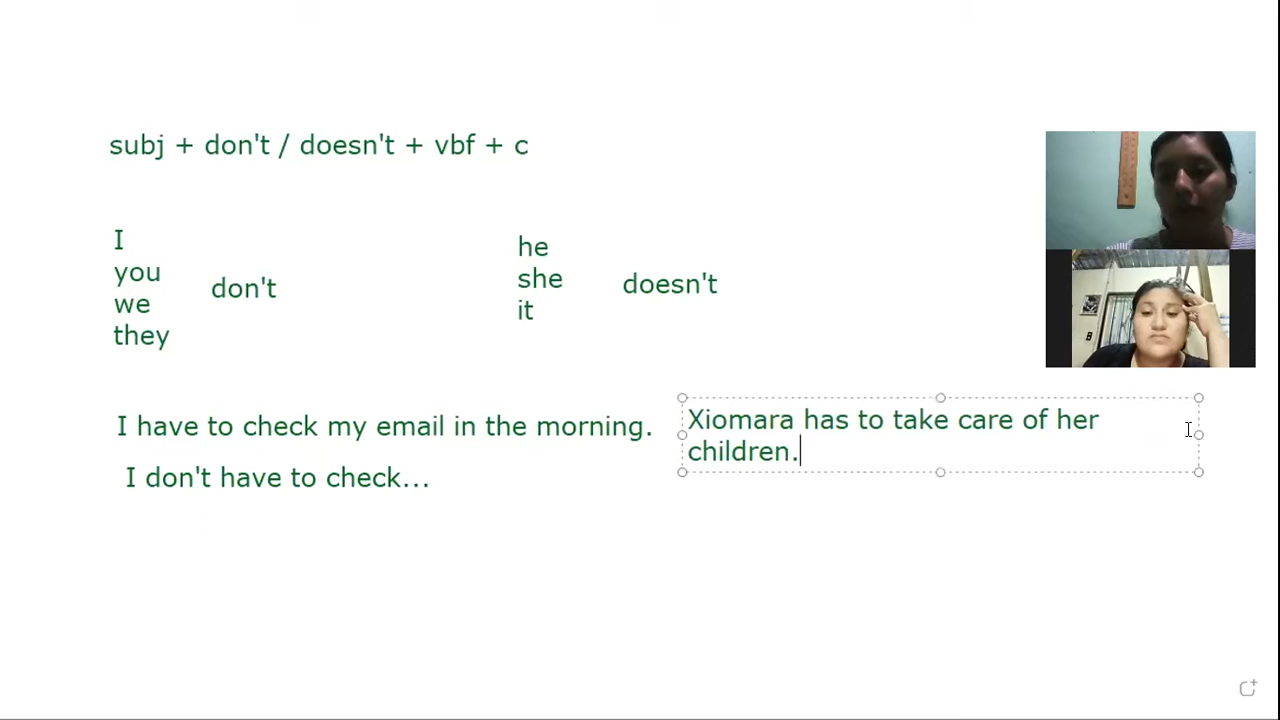 subj + don't / doesn't + vbf + c
I
you
we
they
don't
he
she
it
doesn't
I have to check my email in the morning.
I don't have to check...
Xiomara has to take care of her
children.